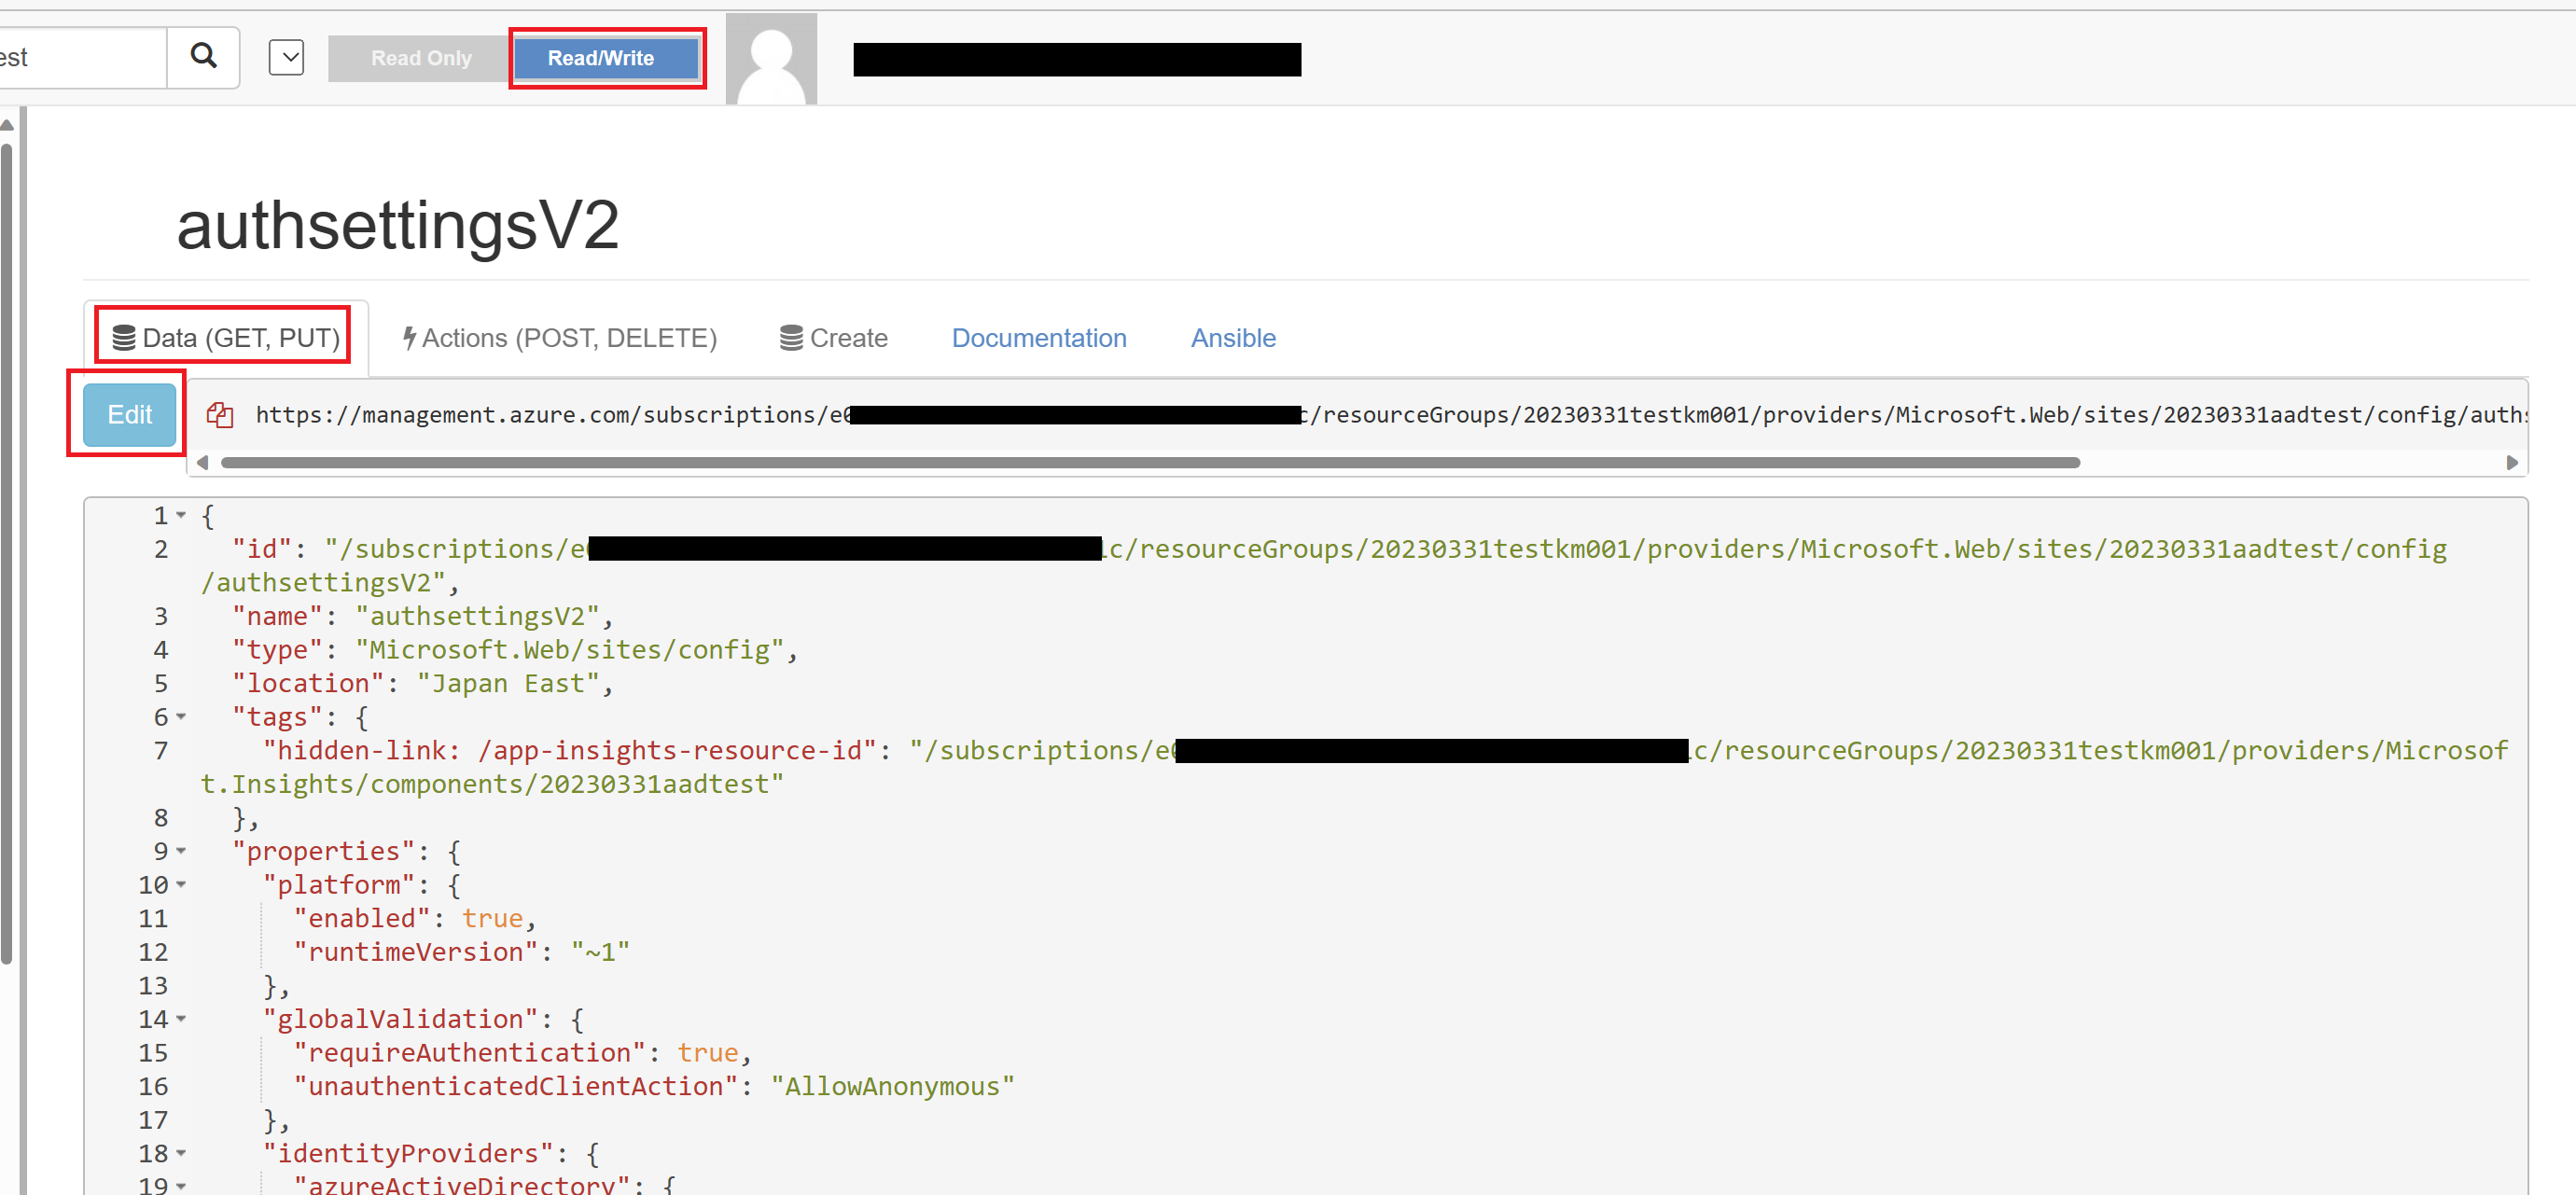 est
Read Only
Read/Write
authsettingsV2
Data (GET, PUT)
Actions (POST, DELETE)
Create
Documentation
Ansible
Edit
https://management.azure.com/subscriptions/e c/resourceGroups/20230331testkm001/providers/Microsoft.Web/sites/20230331aadtest/config/auths
1 {
2 "id": "/subscriptions/e c/resourceGroups/20230331testkm001/providers/Microsoft.Web/sites/20230331aadtest/config
/authsettingsV2",
3 "name": "authsettingsV2",
4 "type": "Microsoft.Web/sites/config",
5 "location": "Japan East",
6 "tags": {
7 "hidden-link: /app-insights-resource-id": "/subscriptions/e c/resourceGroups/20230331testkm001/providers/Microsof
t.Insights/components/20230331aadtest"
8 },
9 "properties": {
10 "platform": {
11 "enabled": true,
12 "runtimeVersion": "~1"
13 },
14 "globalValidation": {
15 "requireAuthentication": true,
16 "unauthenticatedClientAction": "AllowAnonymous"
17 },
18 "identityProviders": {
19 "azureActiveDirectory": {